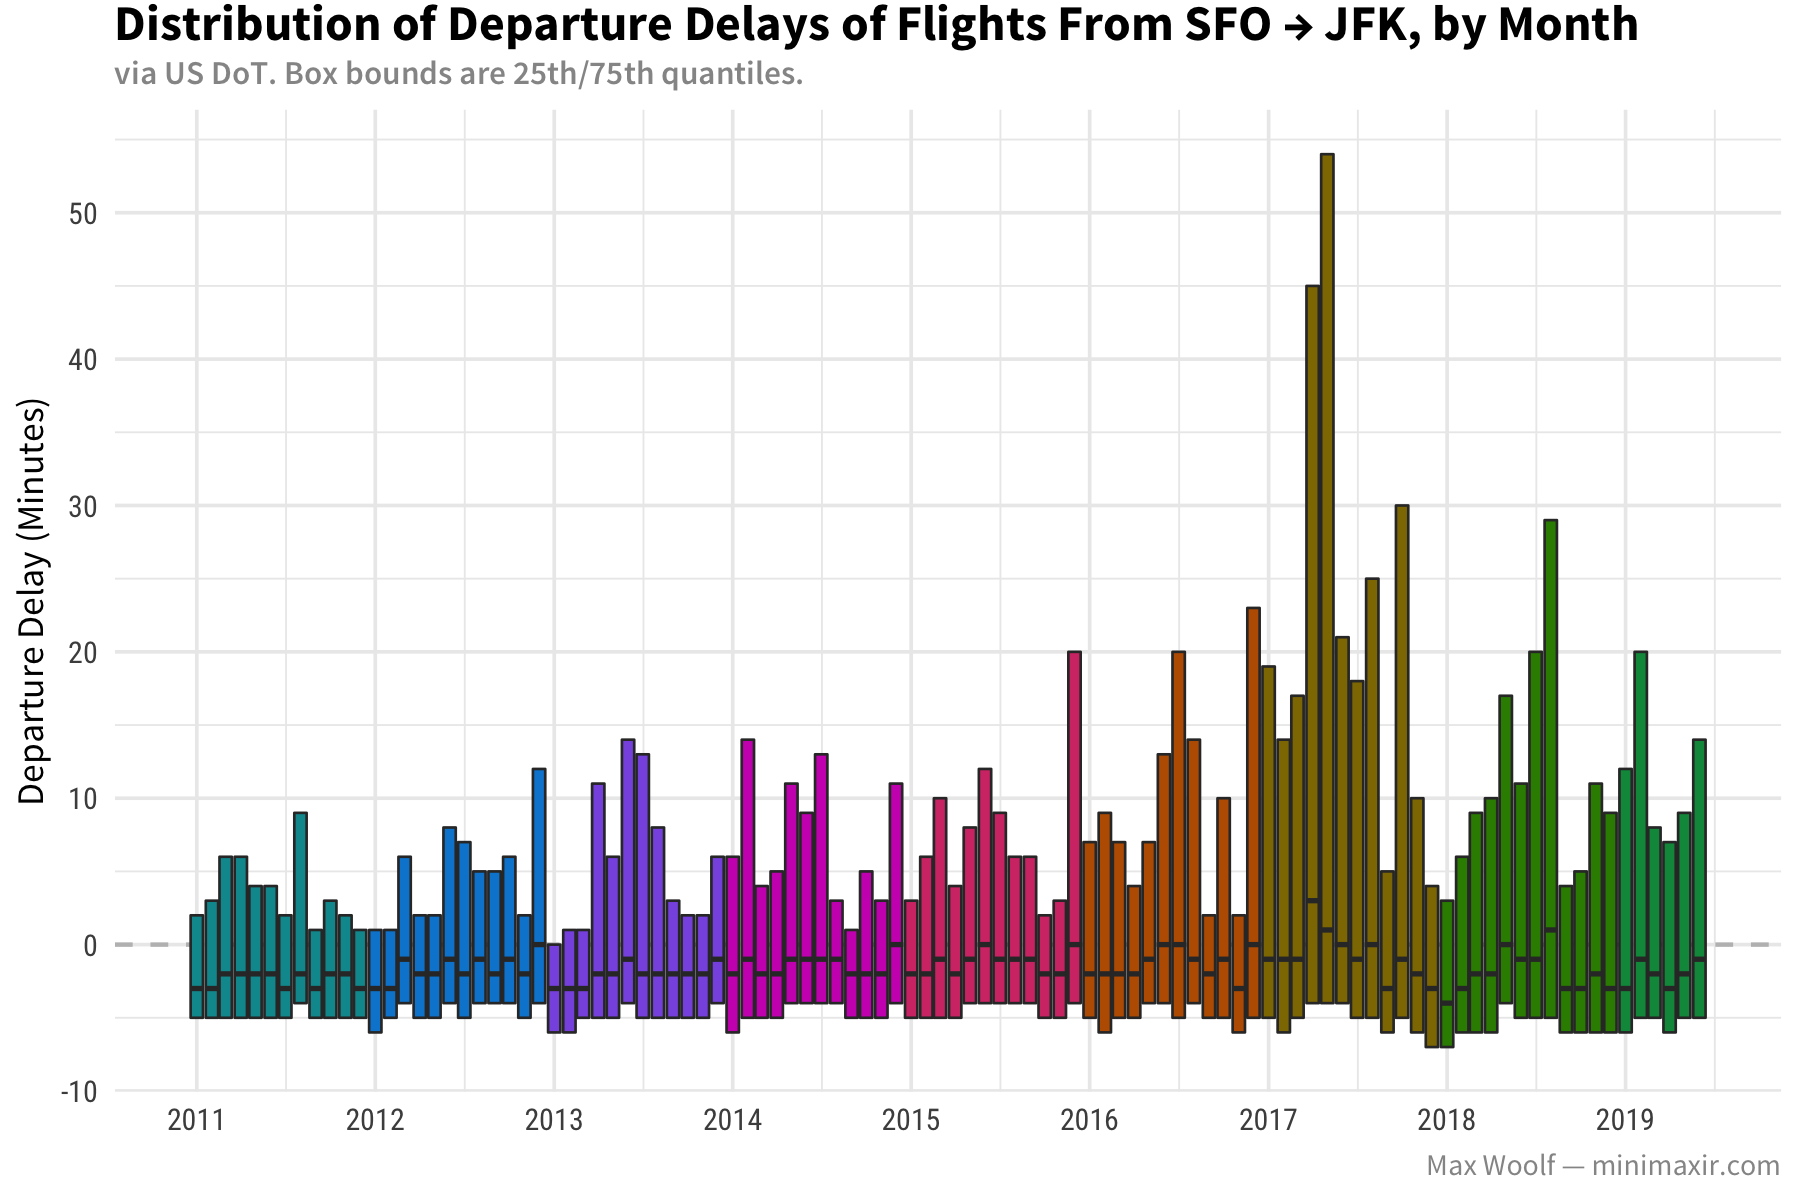 Distribution of Departure Delays of Flights From SFO → JFK, by Month
via US DoT. Box bounds are 25th/75th quantiles.
Departure Delay (Minutes)
50
40
30
20
10
0
-10
2011 2012 2013 2014 2015 2016 2017 2018 2019
Max Woolf — minimaxir.com